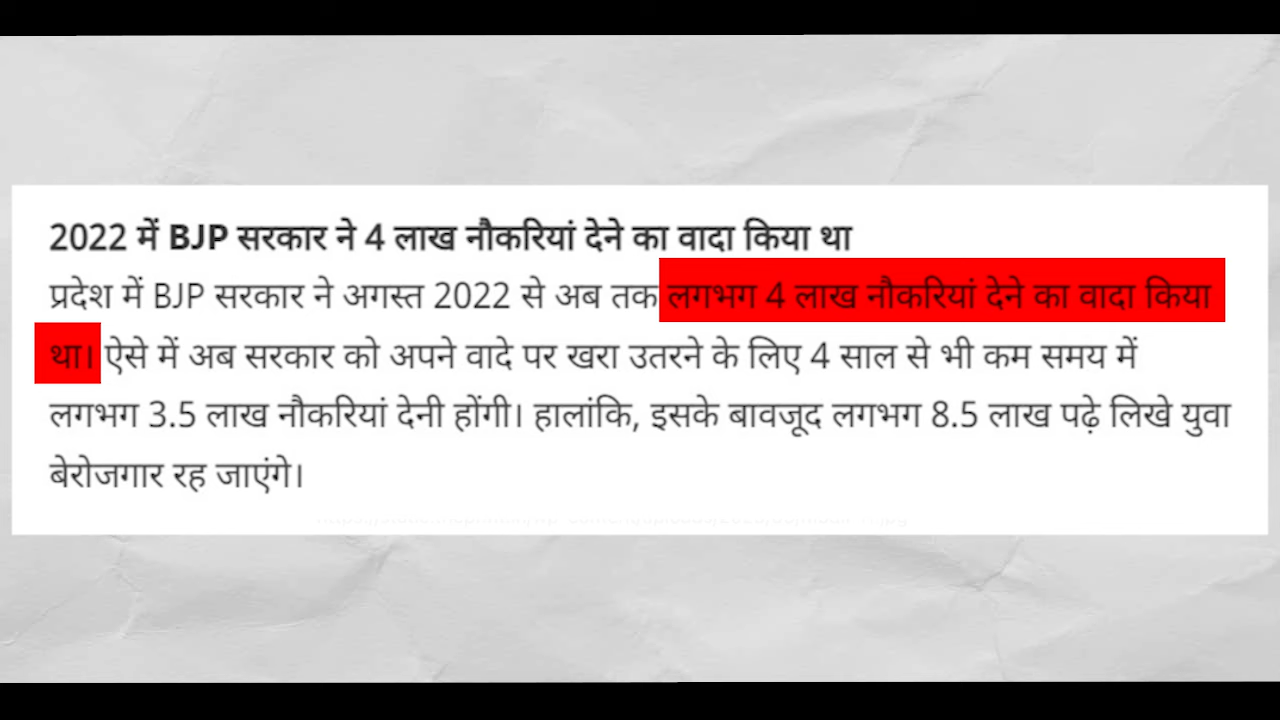 2022 में BJP सरकार ने 4 लाख नौकरियां देने का वादा किया था
प्रदेश में BJP सरकार ने अगस्त 2022 से अब तक लगभग 4 लाख नौकरियां देने का वादा किया
था। ऐसे में अब सरकार को अपने वादे पर खरा उतरने के लिए 4 साल से भी कम समय में
लगभग 3.5 लाख नौकरियां देनी होंगी। हालांकि, इसके बावजूद लगभग 8.5 लाख पढ़े लिखे युवा
बेरोजगार रह जाएंगे।